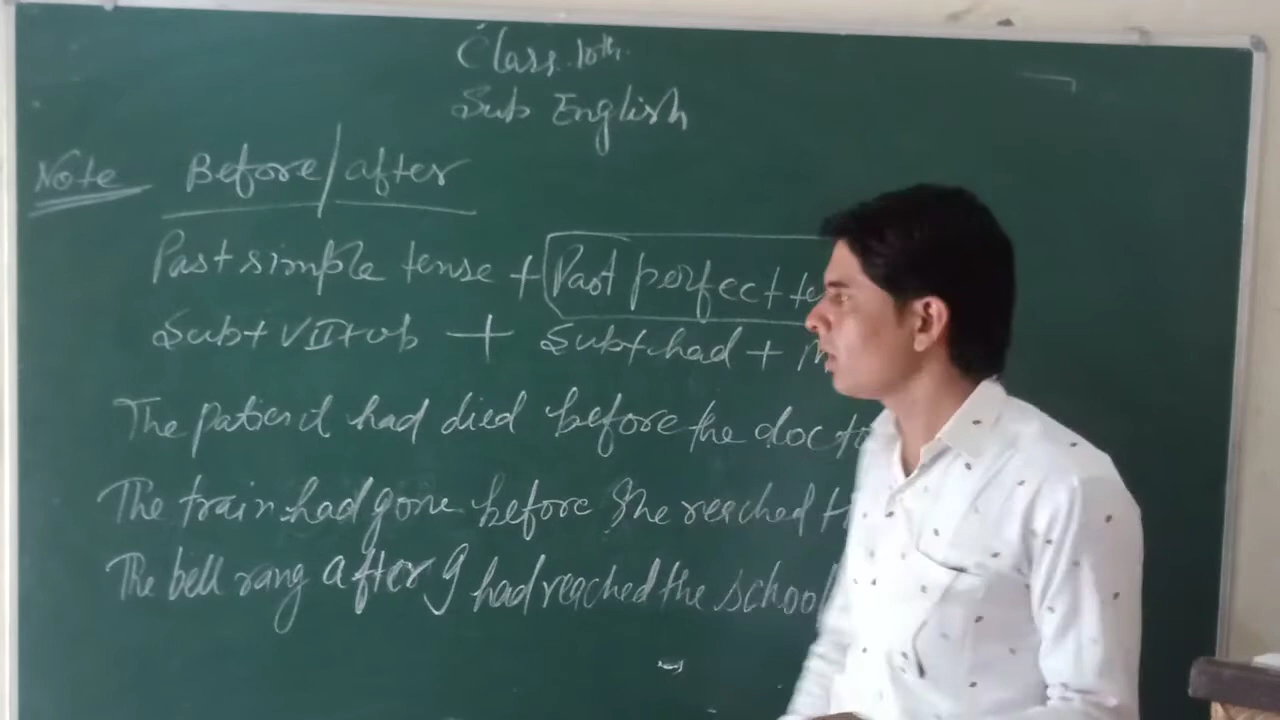 Class 10th.
Sub English
Note Before/after
Past simple tense + Past perfect te
Sub + VII + ob + Sub + had +
The patient had died before the docto
The train had gone before she reached th
The bell rang after I had reached the school